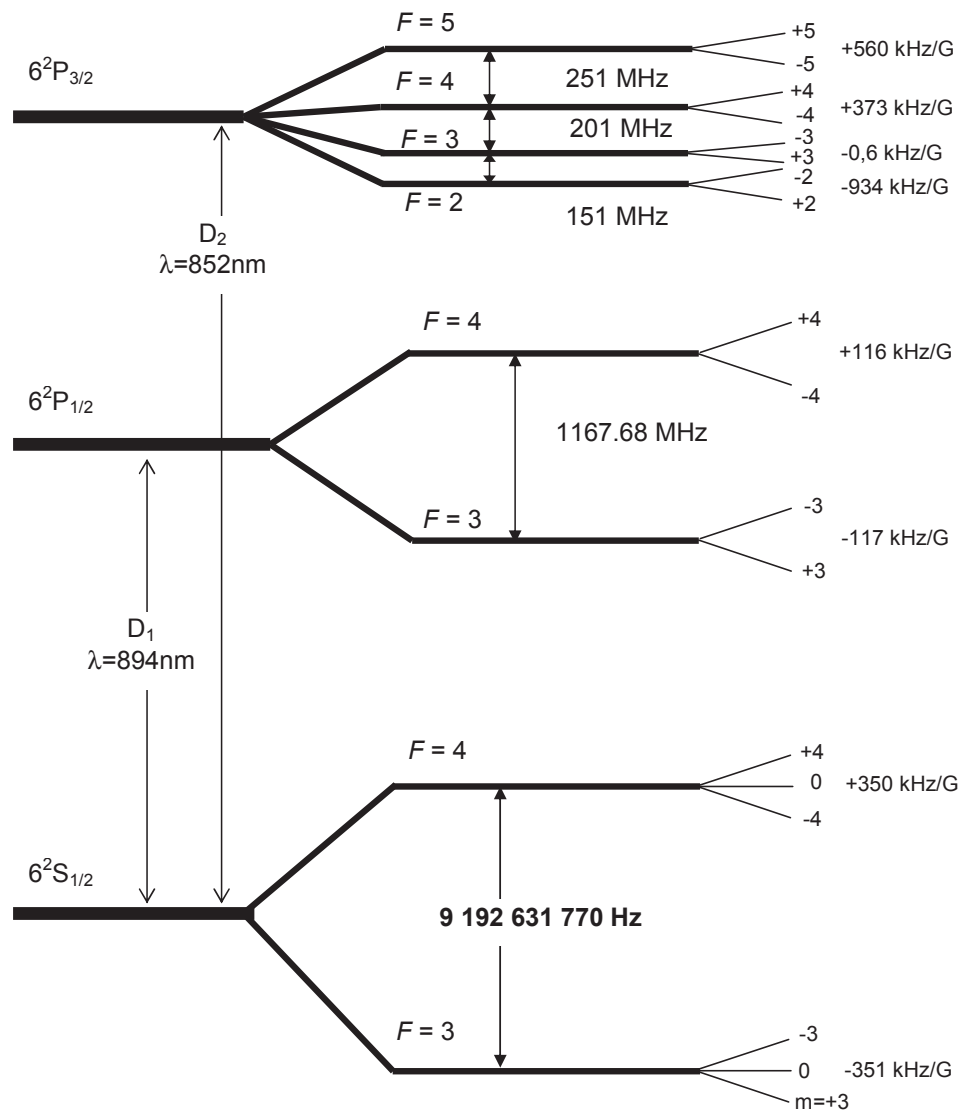 F = 5
+5
+560 kHz/G
-5
6²P₃/₂
251 MHz
F = 4
+4
+373 kHz/G
-4
201 MHz
F = 3
-3
-0,6 kHz/G
+3
-2
-934 kHz/G
F = 2
+2
151 MHz
D₂
λ=852nm
F = 4
+4
+116 kHz/G
-4
6²P₁/₂
1167.68 MHz
F = 3
-3
-117 kHz/G
+3
D₁
λ=894nm
F = 4
+4
0
+350 kHz/G
-4
6²S₁/₂
9 192 631 770 Hz
F = 3
-3
0
-351 kHz/G
m=+3